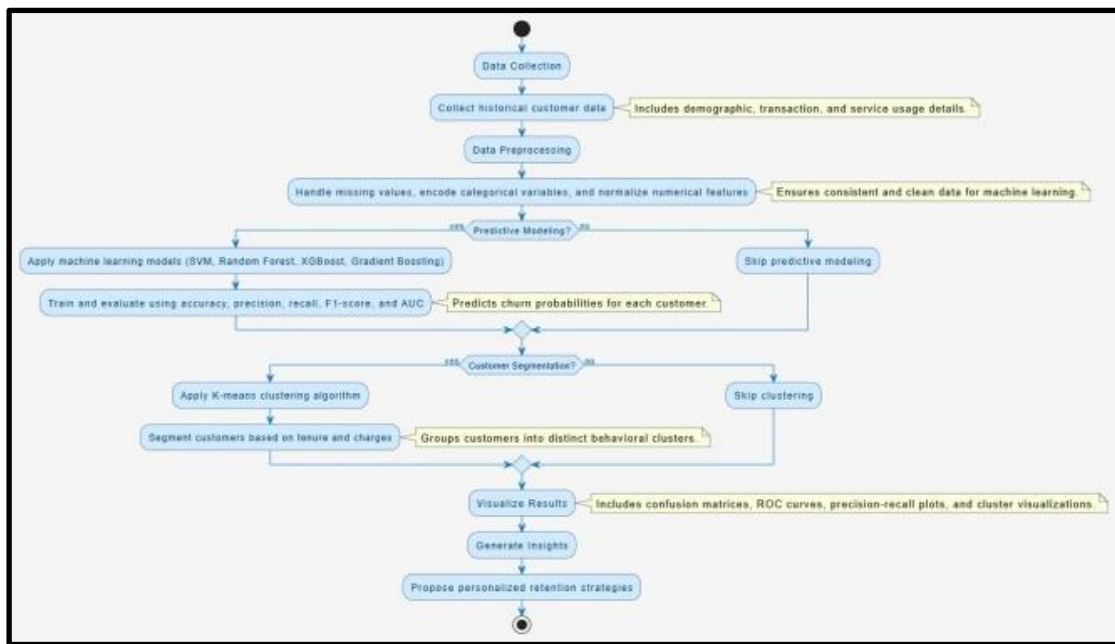 Data Collection
Collect historical customer data
Includes demographic, transaction, and service usage details.
Data Preprocessing
Handle missing values, encode categorical variables, and normalize numerical features
Ensures consistent and clean data for machine learning.
yes
Predictive Modeling?
no
Apply machine learning models (SVM, Random Forest, XGBoost, Gradient Boosting)
Skip predictive modeling
Train and evaluate using accuracy, precision, recall, F1-score, and AUC
Predicts churn probabilities for each customer.
yes
Customer Segmentation?
no
Apply K-means clustering algorithm
Skip clustering
Segment customers based on tenure and charges
Groups customers into distinct behavioral clusters.
Visualize Results
Includes confusion matrices, ROC curves, precision-recall plots, and cluster visualizations.
Generate Insights
Propose personalized retention strategies